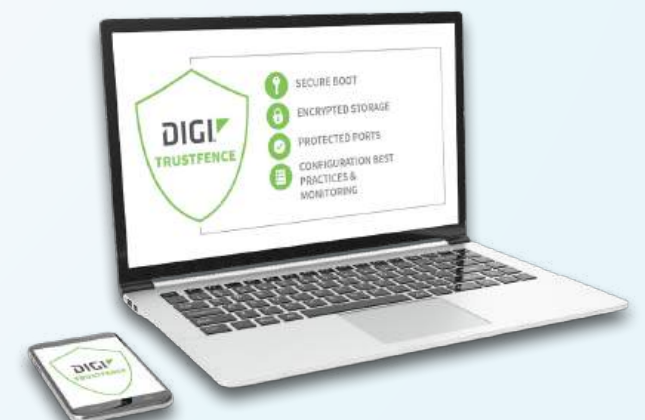 DIGI
TRUSTFENCE
SECURE BOOT
ENCRYPTED STORAGE
PROTECTED PORTS
CONFIGURATION BEST
PRACTICES &
MONITORING
DIGI
TRUSTFENCE